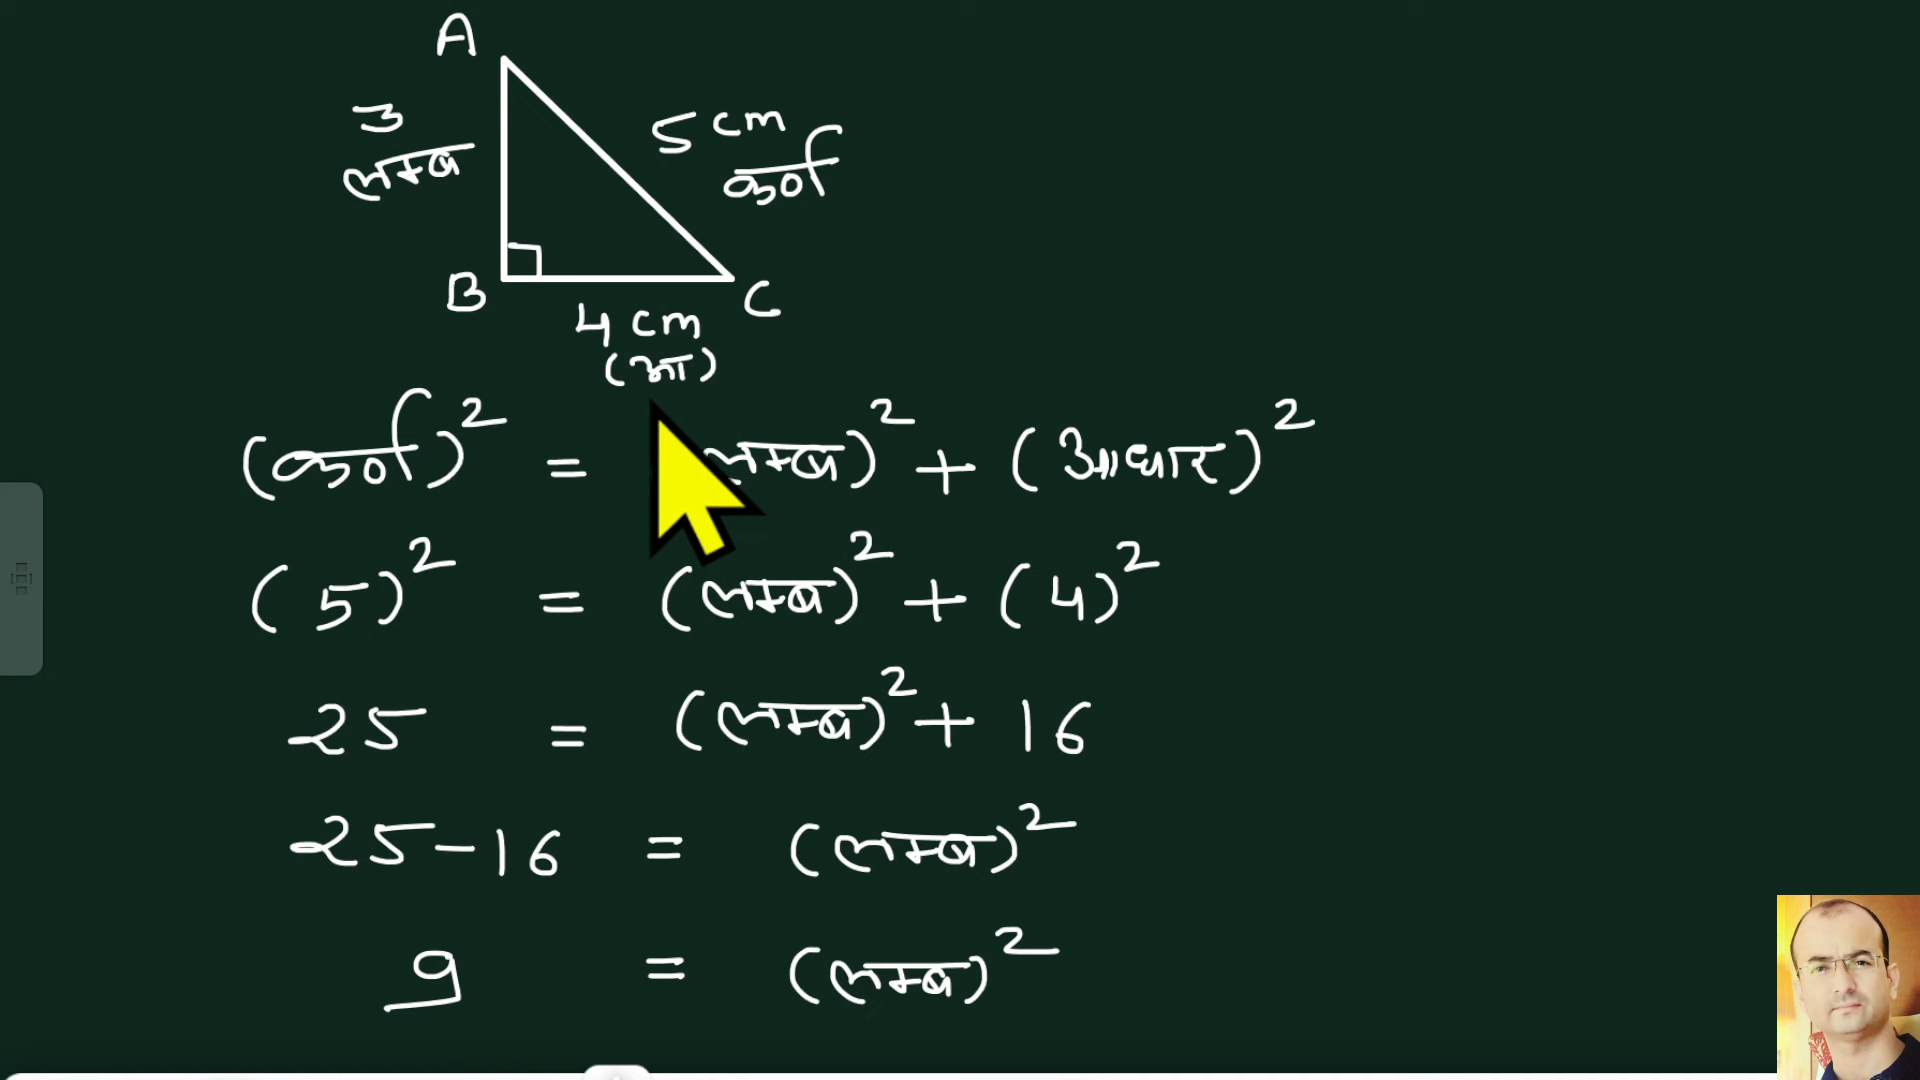 A
3
लम्ब
5 cm
कर्ण
B
C
4 cm
(आ)
(कर्ण)² = लम्ब)² + (आधार)²
(5)² = (लम्ब)² + (4)²
25 = (लम्ब)² + 16
25 - 16 = (लम्ब)²
9 = (लम्ब)²